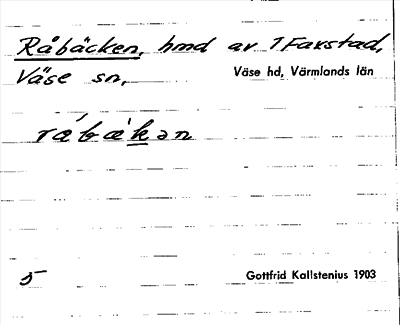 Råbäcken, hmd av 1 Faxstad,
Väse sn,
Väse hd, Värmlands län
5
Gottfrid Kallstenius 1903